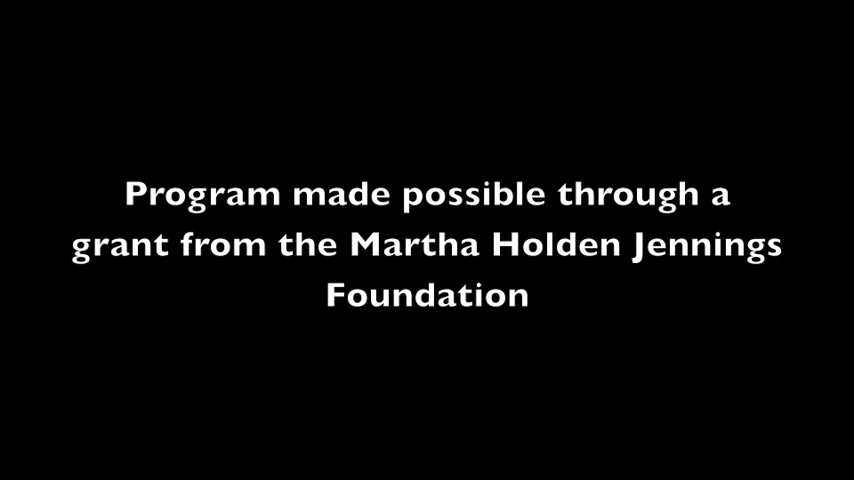 Program made possible through a
grant from the Martha Holden Jennings
Foundation